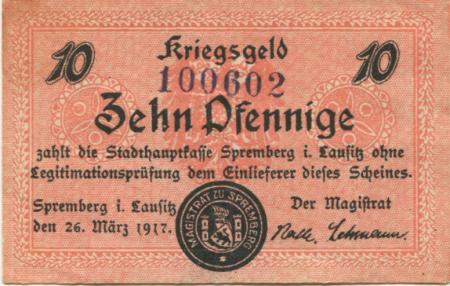 10 Kriegsgeld 10
100602
Zehn Pfennige
zahlt die Stadthauptkasse Spremberg i. Lausitz ohne
Legitimationsprüfung dem Einlieferer dieses Scheines.
Spremberg i. Lausitz
den 26. März 1917.
MAGISTRAT ZU SPREMBERG
Der Magistrat
Lehmann.